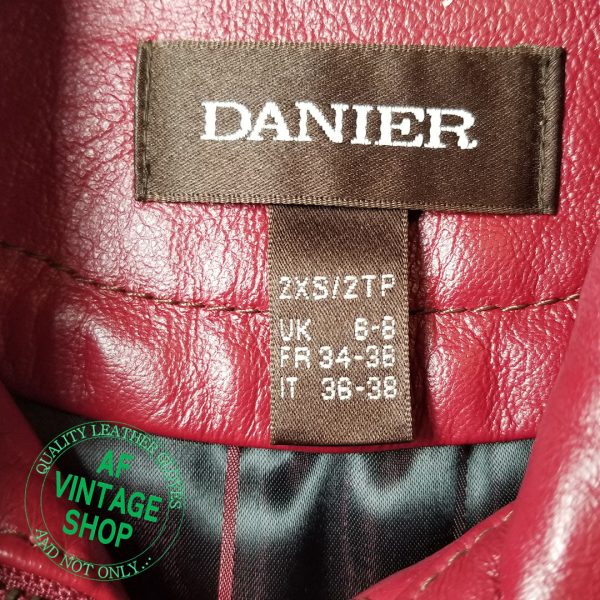 DANIER
2XS/2TP
UK 6-8
FR 34-36
IT 36-38
QUALITY LEATHER GLOVES
AF
VINTAGE
SHOP
AND NOT ONLY...